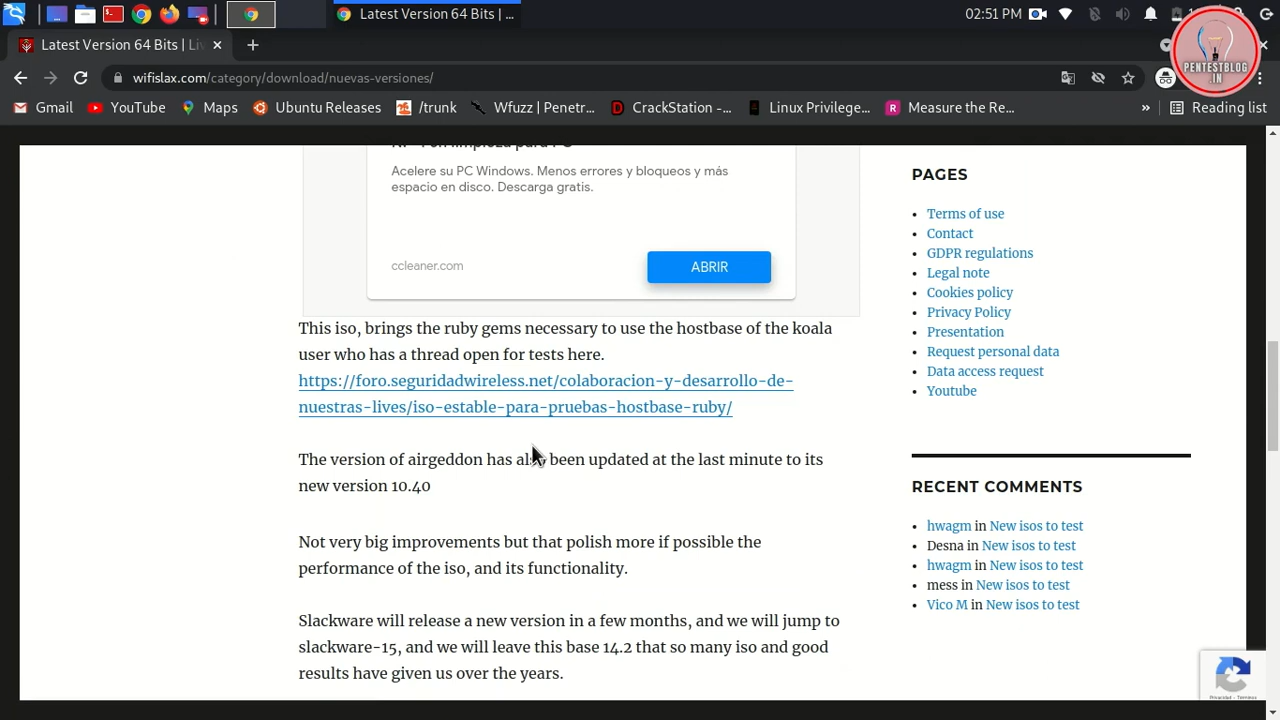 Latest Version 64 Bits | ...
02:51 PM
Latest Version 64 Bits | Li
wifislax.com/category/download/nuevas-versiones/
Gmail
YouTube
Maps
Ubuntu Releases
/trunk
Wfuzz | Penetr...
CrackStation -...
Linux Privilege...
Measure the Re...
»
Reading list
PENTESTBLOG
.IN
Acelere su PC Windows. Menos errores y bloqueos y más
espacio en disco. Descarga gratis.
ccleaner.com
ABRIR
This iso, brings the ruby gems necessary to use the hostbase of the koala
user who has a thread open for tests here.
https://foro.seguridadwireless.net/colaboracion-y-desarrollo-de-
nuestras-lives/iso-estable-para-pruebas-hostbase-ruby/
The version of airgeddon has also been updated at the last minute to its
new version 10.40
Not very big improvements but that polish more if possible the
performance of the iso, and its functionality.
Slackware will release a new version in a few months, and we will jump to
slackware-15, and we will leave this base 14.2 that so many iso and good
results have given us over the years.
PAGES
Terms of use
Contact
GDPR regulations
Legal note
Cookies policy
Privacy Policy
Presentation
Request personal data
Data access request
Youtube
RECENT COMMENTS
hwagm in New isos to test
Desna in New isos to test
hwagm in New isos to test
mess in New isos to test
Vico M in New isos to test
Privacidad - Términos